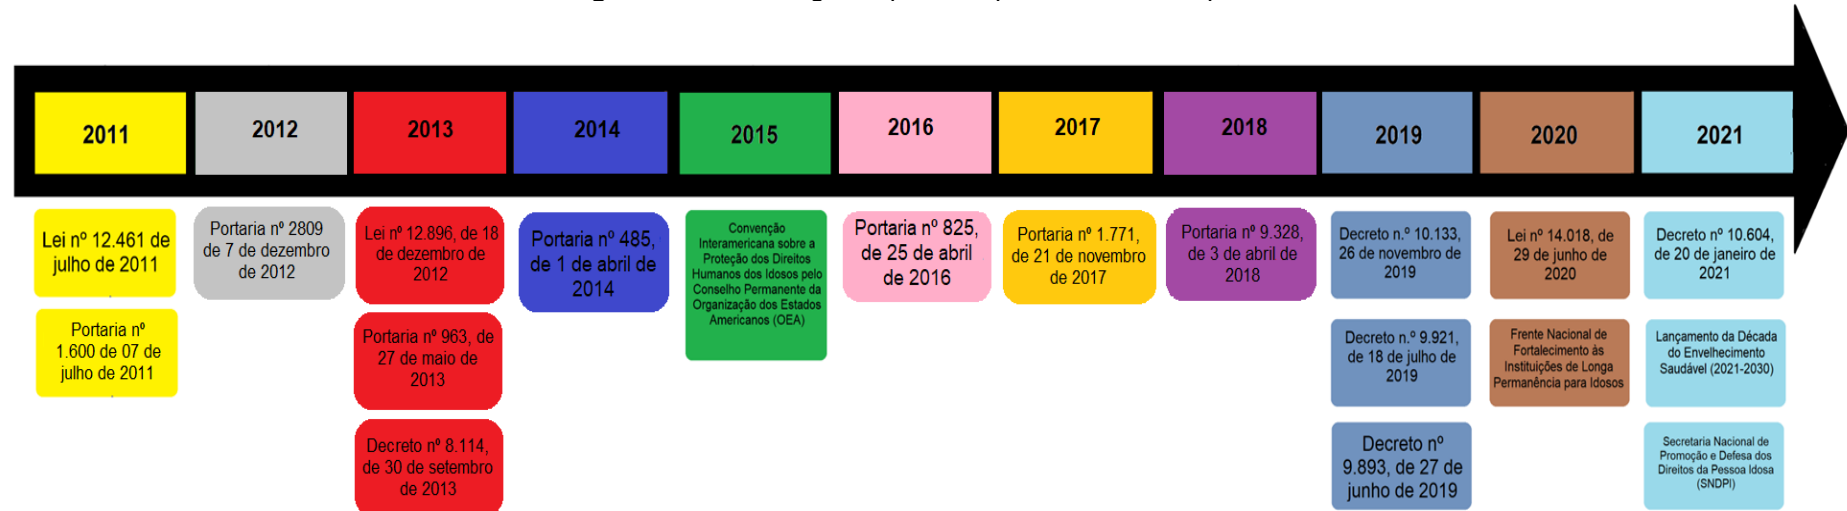 2011
2012
2013
2014
2015
2016
2017
2018
2019
2020
2021
Lei nº 12.461 de
julho de 2011
Portaria nº
1.600 de 07 de
julho de 2011
Portaria nº 2809
de 7 de dezembro
de 2012
Lei nº 12.896, de 18
de dezembro de
2012
Portaria nº 963, de
27 de maio de
2013
Decreto nº 8.114,
de 30 de setembro
de 2013
Portaria nº 485,
de 1 de abril de
2014
Convenção
Interamericana sobre a
Proteção dos Direitos
Humanos dos Idosos pelo
Conselho Permanente da
Organização dos Estados
Americanos (OEA)
Portaria nº 825,
de 25 de abril
de 2016
Portaria nº 1.771,
de 21 de novembro
de 2017
Portaria nº 9.328,
de 3 de abril de
2018
Decreto n.º 10.133,
26 de novembro de
2019
Decreto n.º 9.921,
de 18 de julho de
2019
Decreto nº
9.893, de 27 de
junho de 2019
Lei nº 14.018, de
29 de junho de
2020
Frente Nacional de
Fortalecimento às
Instituições de Longa
Permanência para Idosos
Decreto nº 10.604,
de 20 de janeiro de
2021
Lançamento da Década
do Envelhecimento
Saudável (2021-2030)
Secretaria Nacional de
Promoção e Defesa dos
Direitos da Pessoa Idosa
(SNDPI)